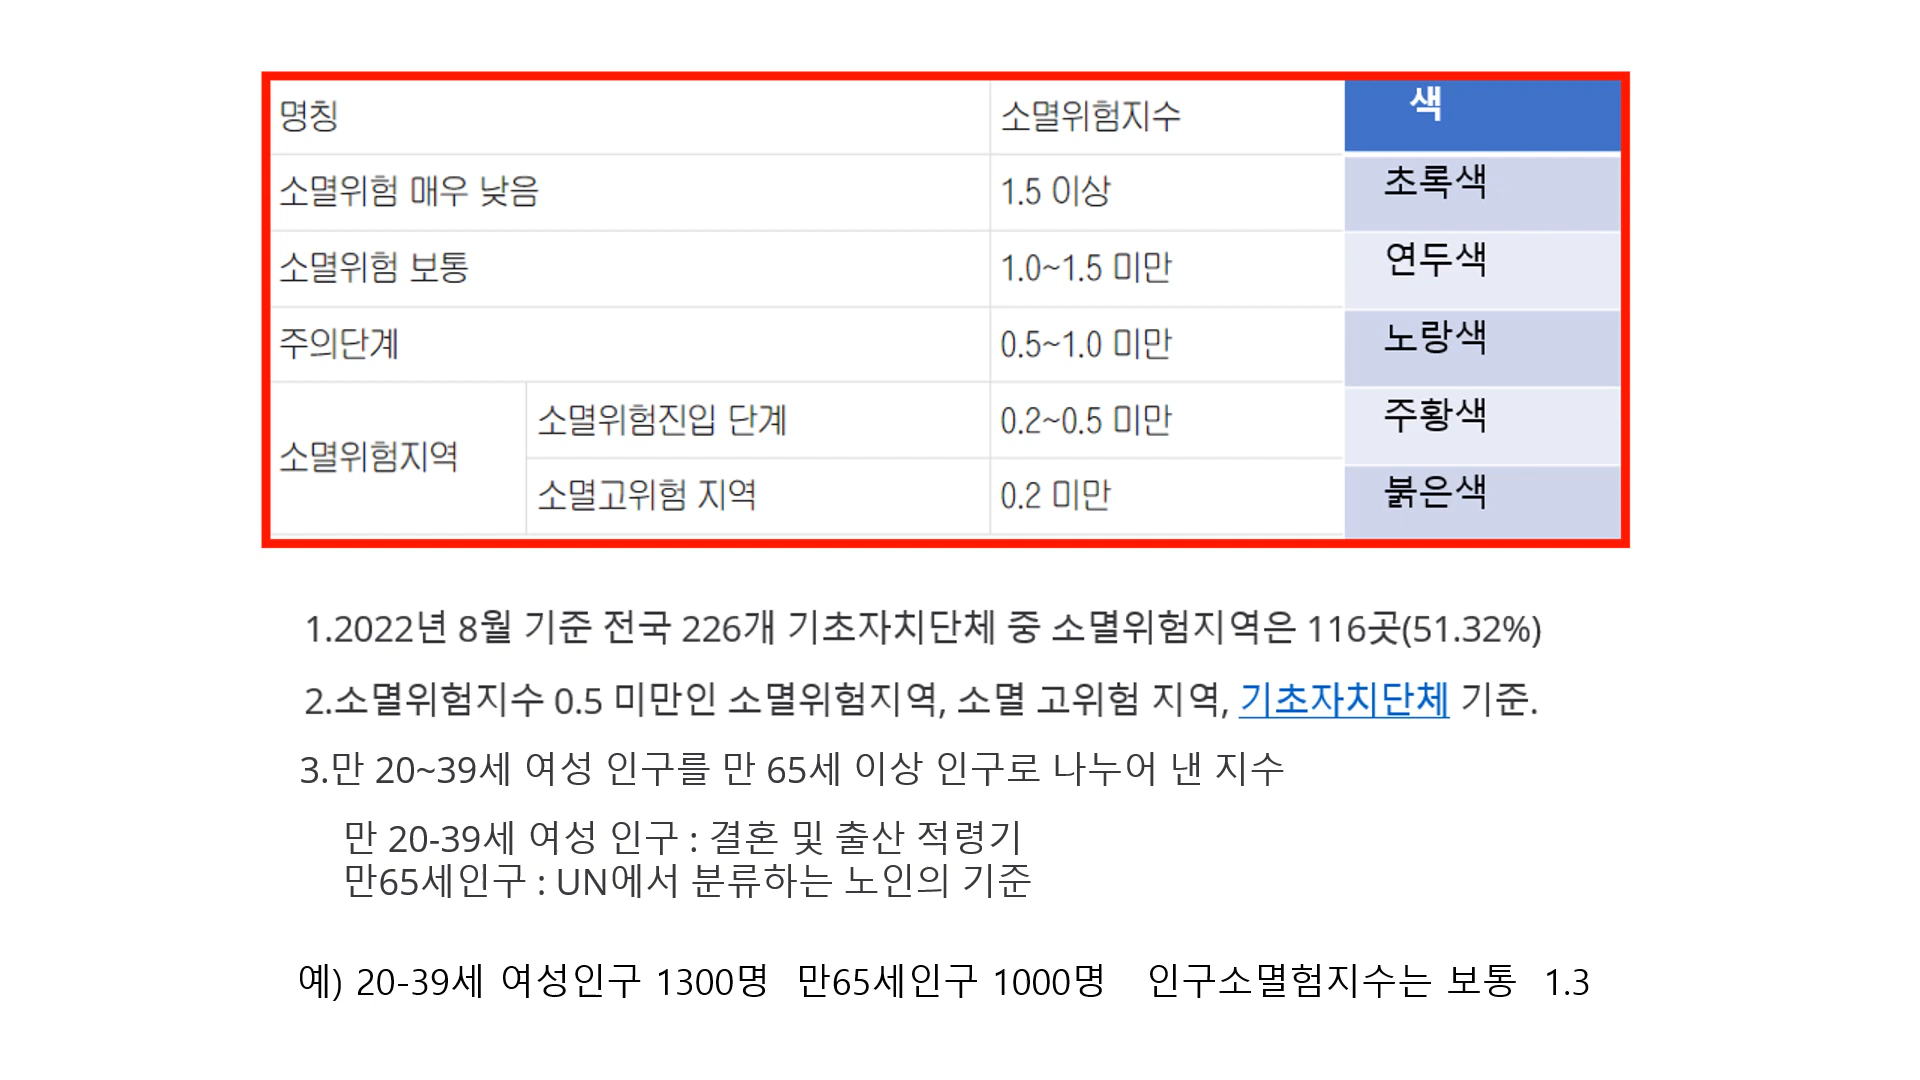 명칭 소멸위험지수 색
소멸위험 매우 낮음 1.5 이상 초록색
소멸위험 보통 1.0~1.5 미만 연두색
주의단계 0.5~1.0 미만 노랑색
소멸위험지역 소멸위험진입 단계 0.2~0.5 미만 주황색
소멸고위험 지역 0.2 미만 붉은색
1.2022년 8월 기준 전국 226개 기초자치단체 중 소멸위험지역은 116곳(51.32%)
2.소멸위험지수 0.5 미만인 소멸위험지역, 소멸 고위험 지역, 기초자치단체 기준.
3.만 20~39세 여성 인구를 만 65세 이상 인구로 나누어 낸 지수
만 20-39세 여성 인구 : 결혼 및 출산 적령기
만65세인구 : UN에서 분류하는 노인의 기준
예) 20-39세 여성인구 1300명 만65세인구 1000명 인구소멸험지수는 보통 1.3